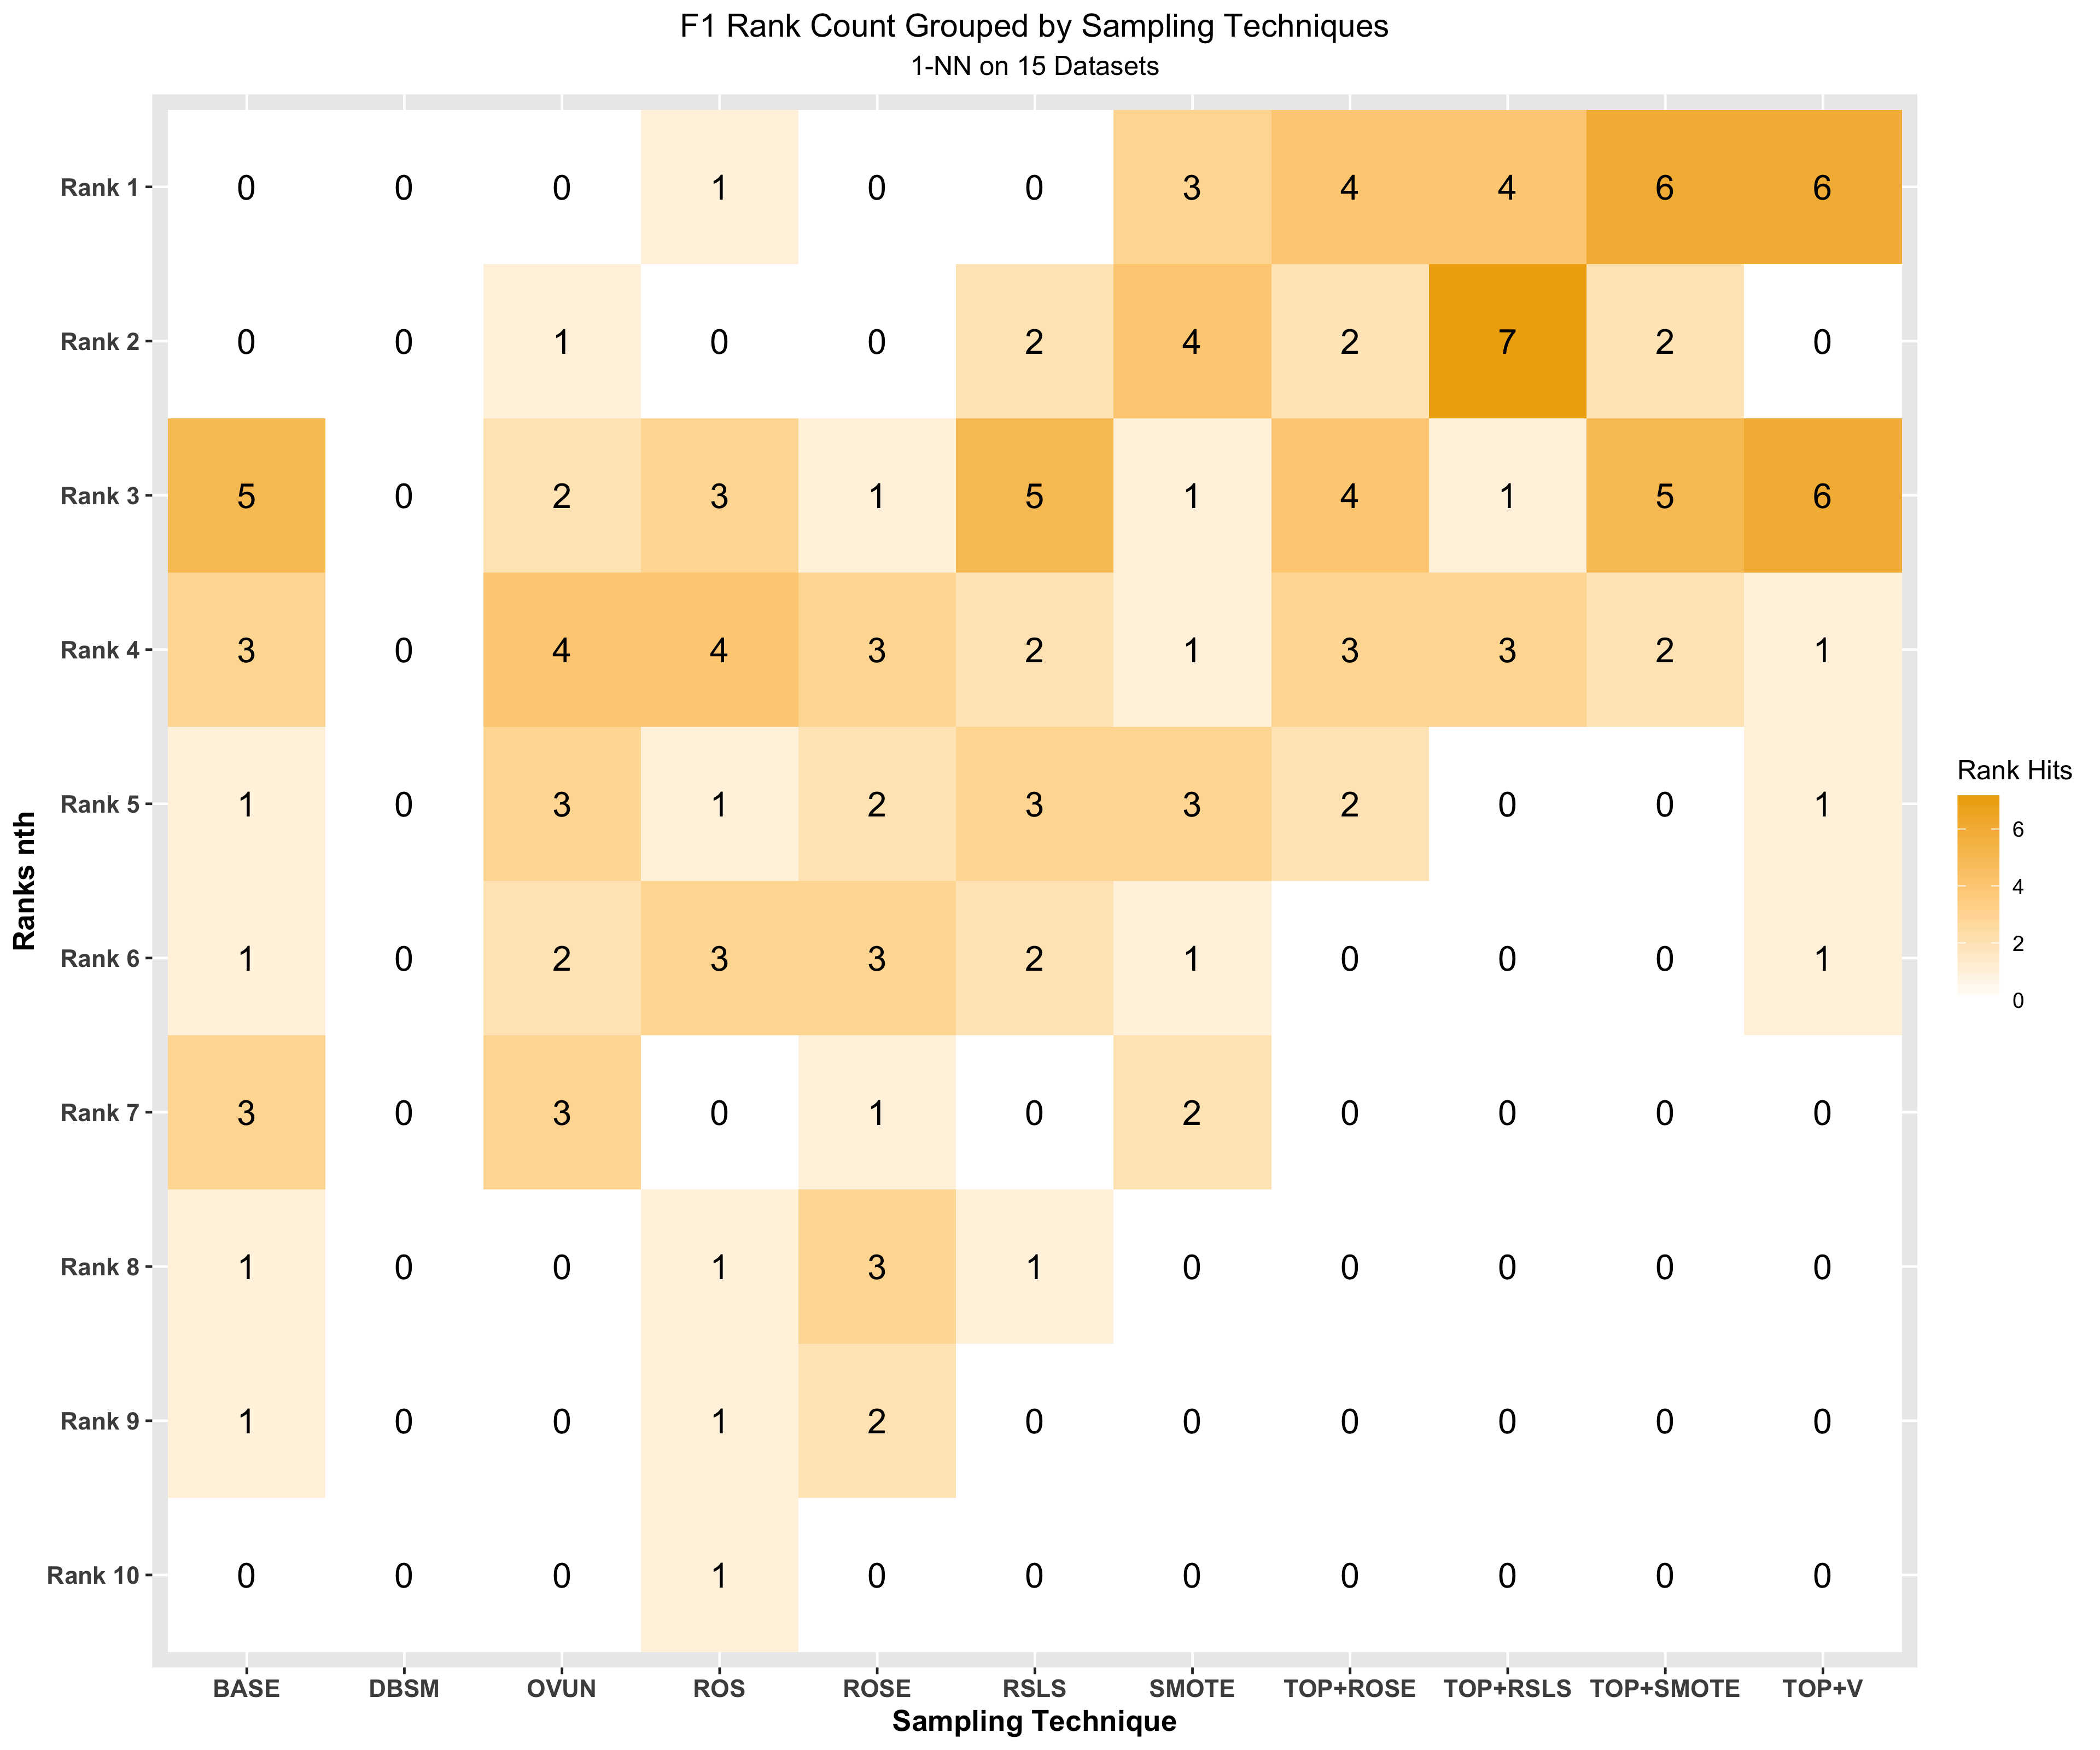 F1 Rank Count Grouped by Sampling Techniques
1-NN on 15 Datasets
Ranks nth
Rank 1 0 0 0 1 0 0 3 4 4 6 6
Rank 2 0 0 1 0 0 2 4 2 7 2 0
Rank 3 5 0 2 3 1 5 1 4 1 5 6
Rank 4 3 0 4 4 3 2 1 3 3 2 1
Rank 5 1 0 3 1 2 3 3 2 0 0 1
Rank 6 1 0 2 3 3 2 1 0 0 0 1
Rank 7 3 0 3 0 1 0 2 0 0 0 0
Rank 8 1 0 0 1 3 1 0 0 0 0 0
Rank 9 1 0 0 1 2 0 0 0 0 0 0
Rank 10 0 0 0 1 0 0 0 0 0 0 0
BASE DBSM OVUN ROS ROSE RSLS SMOTE TOP+ROSE TOP+RSLS TOP+SMOTE TOP+V
Sampling Technique
Rank Hits
6
4
2
0